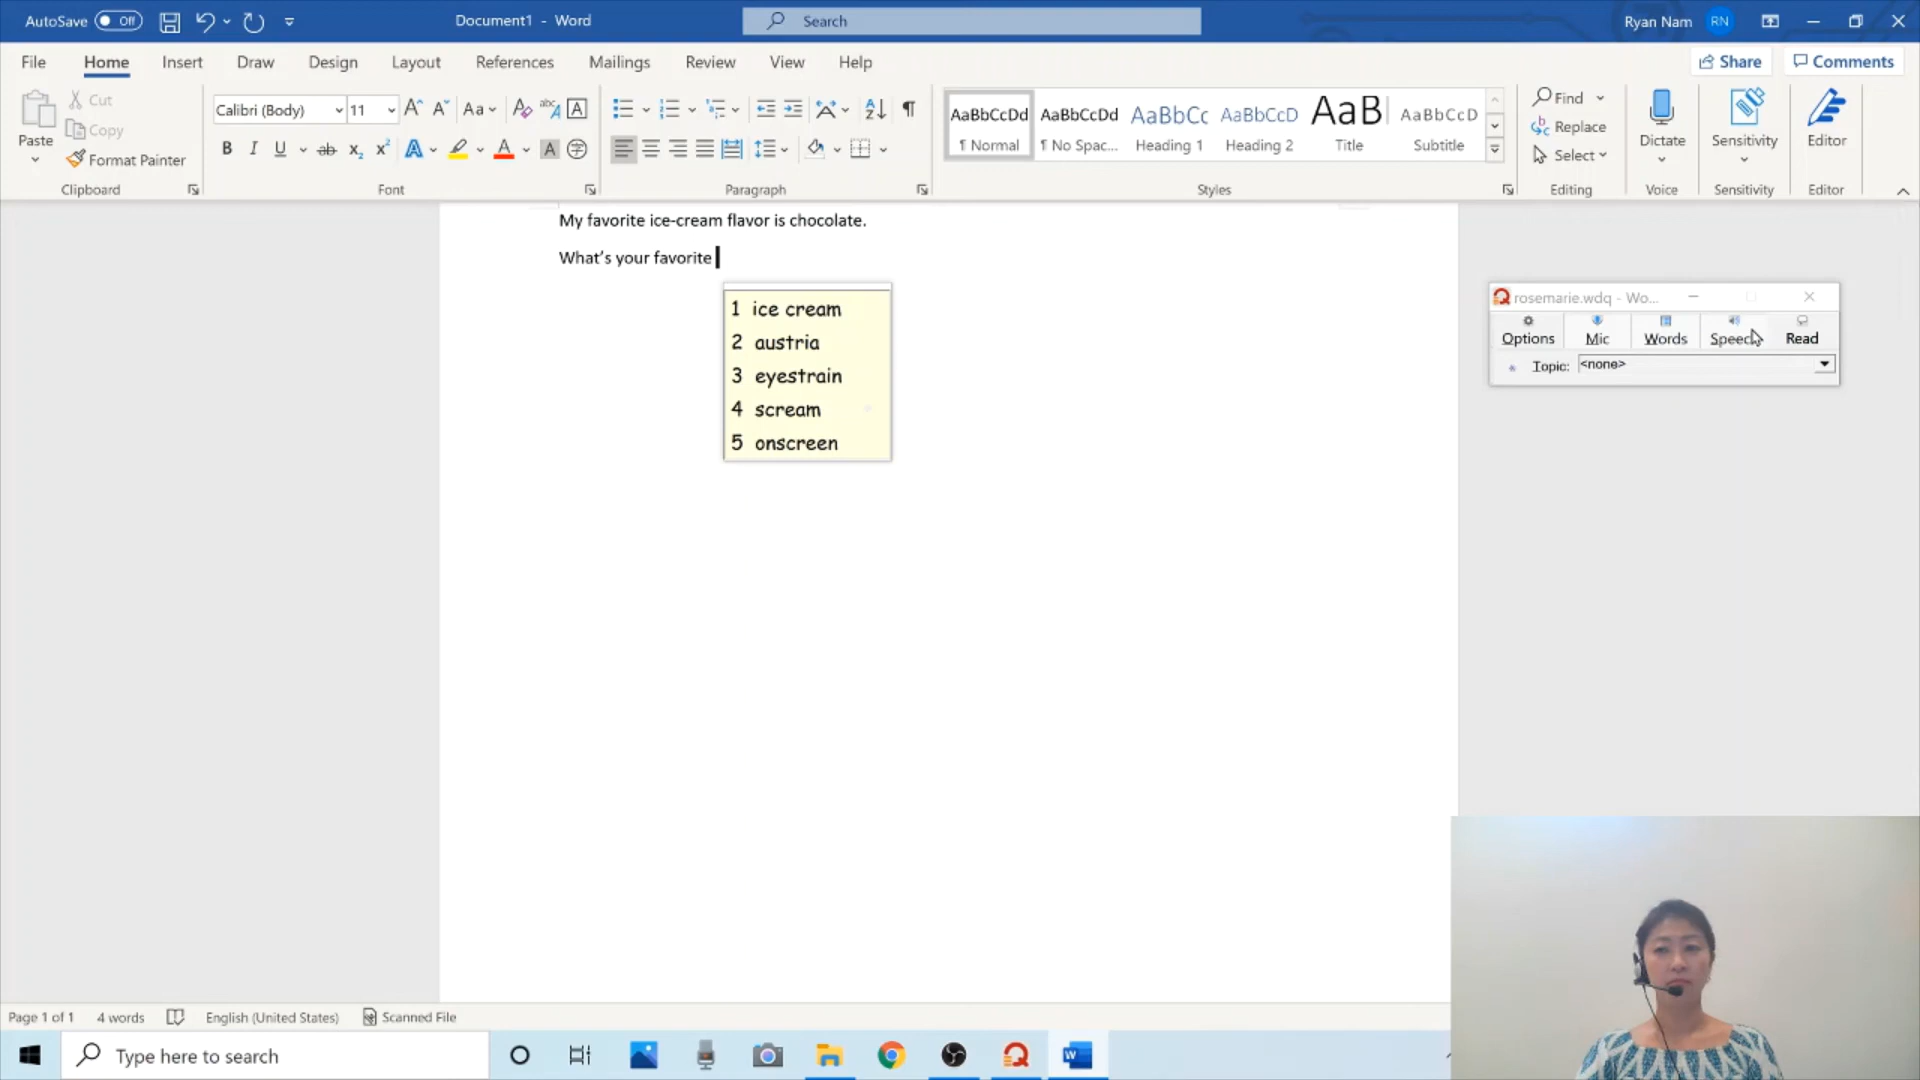 AutoSave Off
Document1 - Word
Search
Ryan Nam RN
File Home Insert Draw Design Layout References Mailings Review View Help
Share Comments
Paste
Cut
Copy
Format Painter
Clipboard
Calibri (Body) 11
Font
Paragraph
AaBbCcDd AaBbCcDd AaBbCc AaBbCcD AaB AaBbCcD
¶ Normal ¶ No Spac... Heading 1 Heading 2 Title Subtitle
Styles
Find
Replace
Select
Editing
Dictate
Voice
Sensitivity
Sensitivity
Editor
Editor
My favorite ice-cream flavor is chocolate.
What's your favorite
1 ice cream
2 austria
3 eyestrain
4 scream
5 onscreen
rosemarie.wdq - Wo...
Options Mic Words Speech Read
Topic: <none>
Page 1 of 1 4 words English (United States) Scanned File
Type here to search